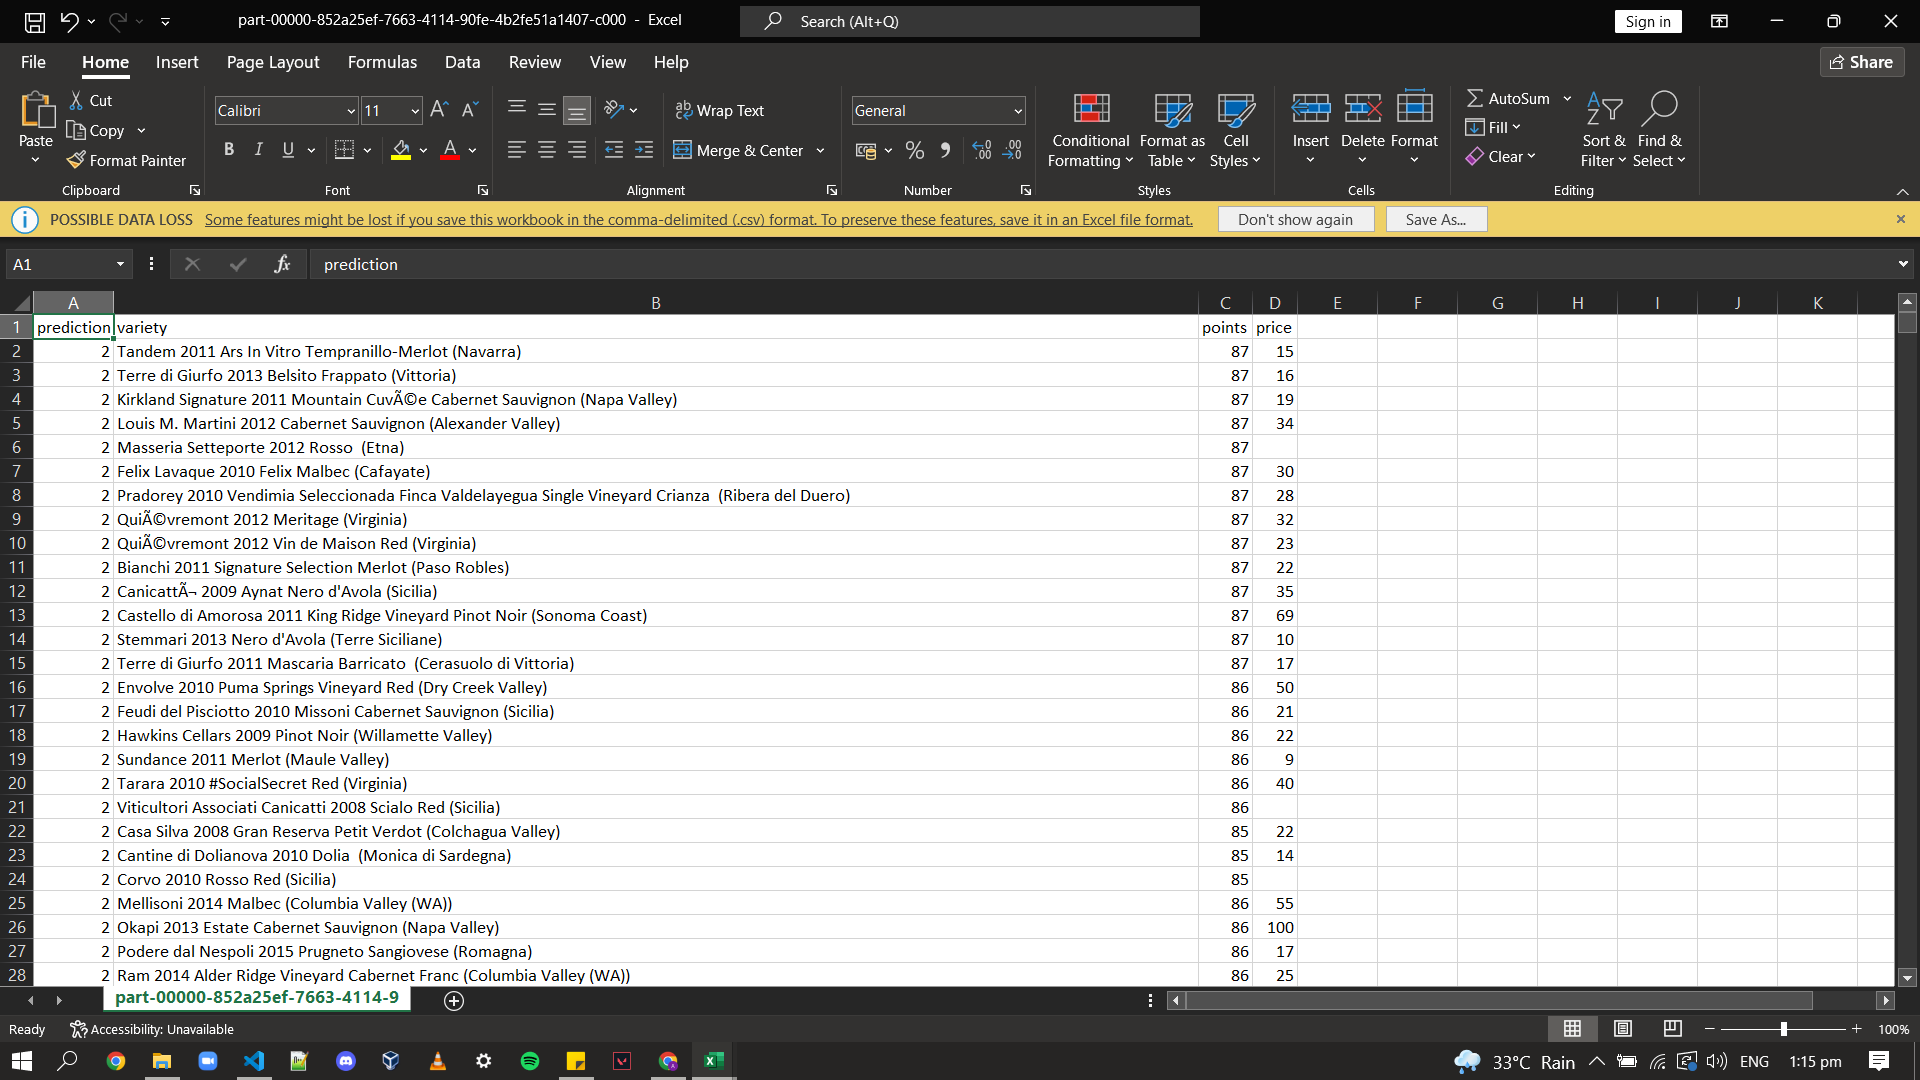 part-00000-852a25ef-7663-4114-90fe-4b2fe51a1407-c000 - Excel
Search (Alt+Q)
Sign in
File Home Insert Page Layout Formulas Data Review View Help
Share
Paste
Cut
Copy
Format Painter
Clipboard
Calibri 11
B I U
Font
Wrap Text
Merge & Center
Alignment
General
Number
Conditional Formatting
Format as Table
Cell Styles
Styles
Insert Delete Format
Cells
AutoSum
Fill
Clear
Sort & Filter
Find & Select
Editing
POSSIBLE DATA LOSS Some features might be lost if you save this workbook in the comma-delimited (.csv) format. To preserve these features, save it in an Excel file format. Don't show again Save As...
A1 fx prediction
A B C D E F G H I J K
1 prediction variety points price
2 2 Tandem 2011 Ars In Vitro Tempranillo-Merlot (Navarra) 87 15
3 2 Terre di Giurfo 2013 Belsito Frappato (Vittoria) 87 16
4 2 Kirkland Signature 2011 Mountain CuvÃ©e Cabernet Sauvignon (Napa Valley) 87 19
5 2 Louis M. Martini 2012 Cabernet Sauvignon (Alexander Valley) 87 34
6 2 Masseria Setteporte 2012 Rosso  (Etna) 87
7 2 Felix Lavaque 2010 Felix Malbec (Cafayate) 87 30
8 2 Pradorey 2010 Vendimia Seleccionada Finca Valdelayegua Single Vineyard Crianza  (Ribera del Duero) 87 28
9 2 QuiÃ©vremont 2012 Meritage (Virginia) 87 32
10 2 QuiÃ©vremont 2012 Vin de Maison Red (Virginia) 87 23
11 2 Bianchi 2011 Signature Selection Merlot (Paso Robles) 87 22
12 2 CanicattÃ¬ 2009 Aynat Nero d'Avola (Sicilia) 87 35
13 2 Castello di Amorosa 2011 King Ridge Vineyard Pinot Noir (Sonoma Coast) 87 69
14 2 Stemmari 2013 Nero d'Avola (Terre Siciliane) 87 10
15 2 Terre di Giurfo 2011 Mascaria Barricato  (Cerasuolo di Vittoria) 87 17
16 2 Envolve 2010 Puma Springs Vineyard Red (Dry Creek Valley) 86 50
17 2 Feudi del Pisciotto 2010 Missoni Cabernet Sauvignon (Sicilia) 86 21
18 2 Hawkins Cellars 2009 Pinot Noir (Willamette Valley) 86 22
19 2 Sundance 2011 Merlot (Maule Valley) 86 9
20 2 Tarara 2010 #SocialSecret Red (Virginia) 86 40
21 2 Viticultori Associati Canicatti 2008 Scialo Red (Sicilia) 86
22 2 Casa Silva 2008 Gran Reserva Petit Verdot (Colchagua Valley) 85 22
23 2 Cantine di Dolianova 2010 Dolia  (Monica di Sardegna) 85 14
24 2 Corvo 2010 Rosso Red (Sicilia) 85
25 2 Mellisoni 2014 Malbec (Columbia Valley (WA)) 86 55
26 2 Okapi 2013 Estate Cabernet Sauvignon (Napa Valley) 86 100
27 2 Podere dal Nespoli 2015 Prugneto Sangiovese (Romagna) 86 17
28 2 Ram 2014 Alder Ridge Vineyard Cabernet Franc (Columbia Valley (WA)) 86 25
part-00000-852a25ef-7663-4114-9
Ready Accessibility: Unavailable 100%
33°C Rain ENG 1:15 pm